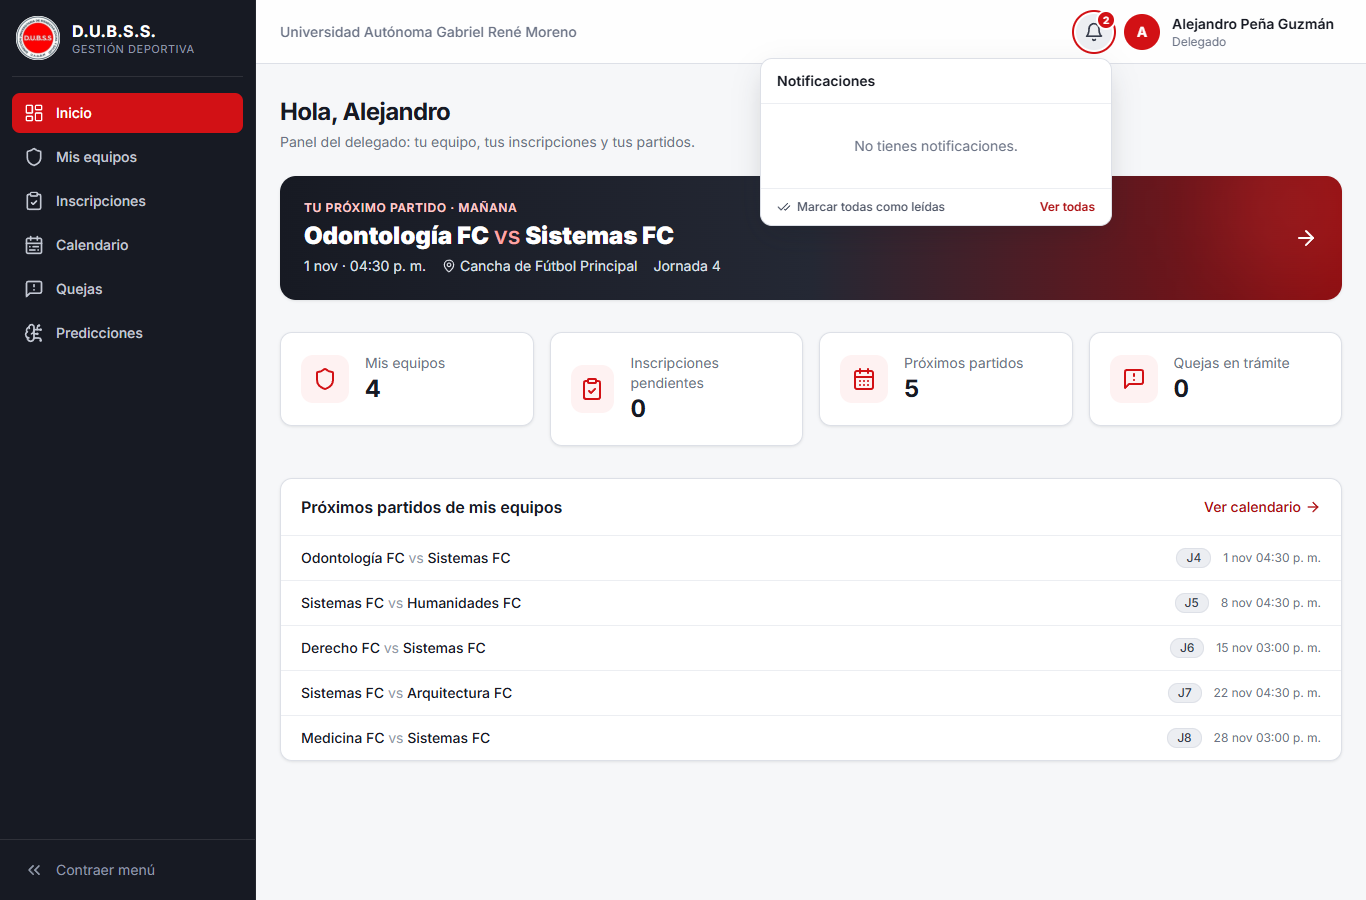 D.U.B.S.S.
D.U.B.S.S.
GESTIÓN DEPORTIVA
Inicio
Mis equipos
Inscripciones
Calendario
Quejas
Predicciones
Contraer menú
Universidad Autónoma Gabriel René Moreno
2
A
Alejandro Peña Guzmán
Delegado
Notificaciones
No tienes notificaciones.
Marcar todas como leídas
Ver todas
Hola, Alejandro
Panel del delegado: tu equipo, tus inscripciones y tus partidos.
TU PRÓXIMO PARTIDO · MAÑANA
Odontología FC vs Sistemas FC
1 nov · 04:30 p. m. Cancha de Fútbol Principal Jornada 4
Mis equipos
4
Inscripciones
pendientes
0
Próximos partidos
5
Quejas en trámite
0
Próximos partidos de mis equipos
Ver calendario
Odontología FC vs Sistemas FC J4 1 nov 04:30 p. m.
Sistemas FC vs Humanidades FC J5 8 nov 04:30 p. m.
Derecho FC vs Sistemas FC J6 15 nov 03:00 p. m.
Sistemas FC vs Arquitectura FC J7 22 nov 04:30 p. m.
Medicina FC vs Sistemas FC J8 28 nov 03:00 p. m.